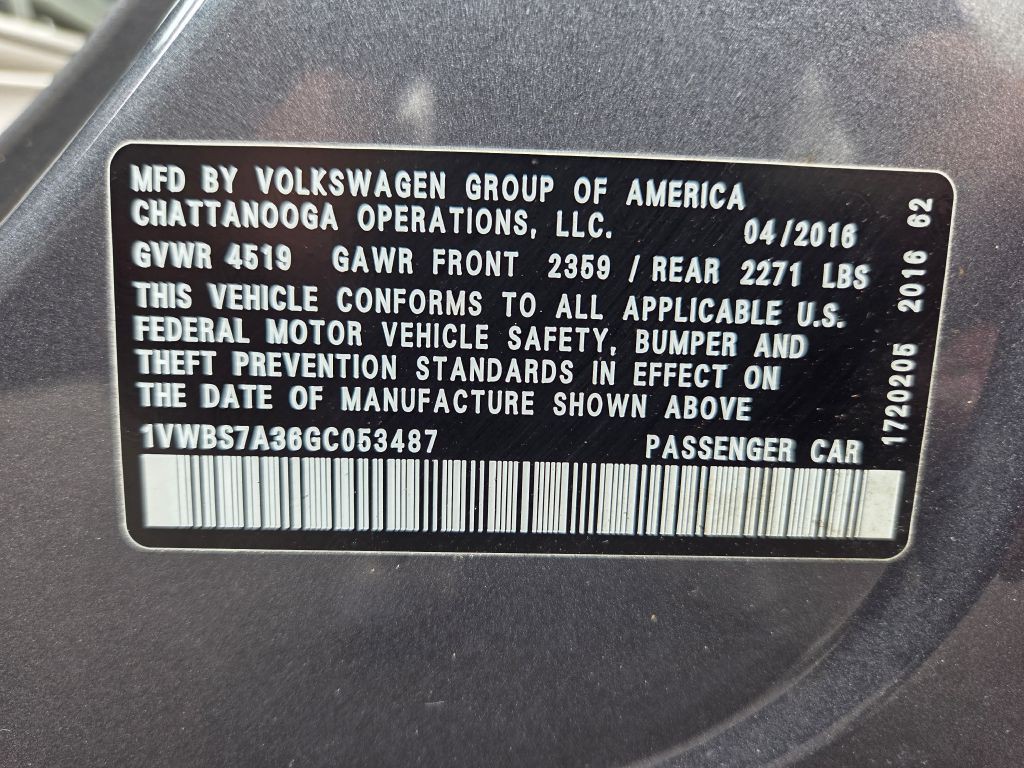 MFD BY VOLKSWAGEN GROUP OF AMERICA
CHATTANOOGA OPERATIONS, LLC. 04/2016
GVWR 4519 GAWR FRONT 2359 / REAR 2271 LBS
THIS VEHICLE CONFORMS TO ALL APPLICABLE U.S.
FEDERAL MOTOR VEHICLE SAFETY, BUMPER AND
THEFT PREVENTION STANDARDS IN EFFECT ON
THE DATE OF MANUFACTURE SHOWN ABOVE
1VWBS7A36GC053487 PASSENGER CAR
1720205 2016 62